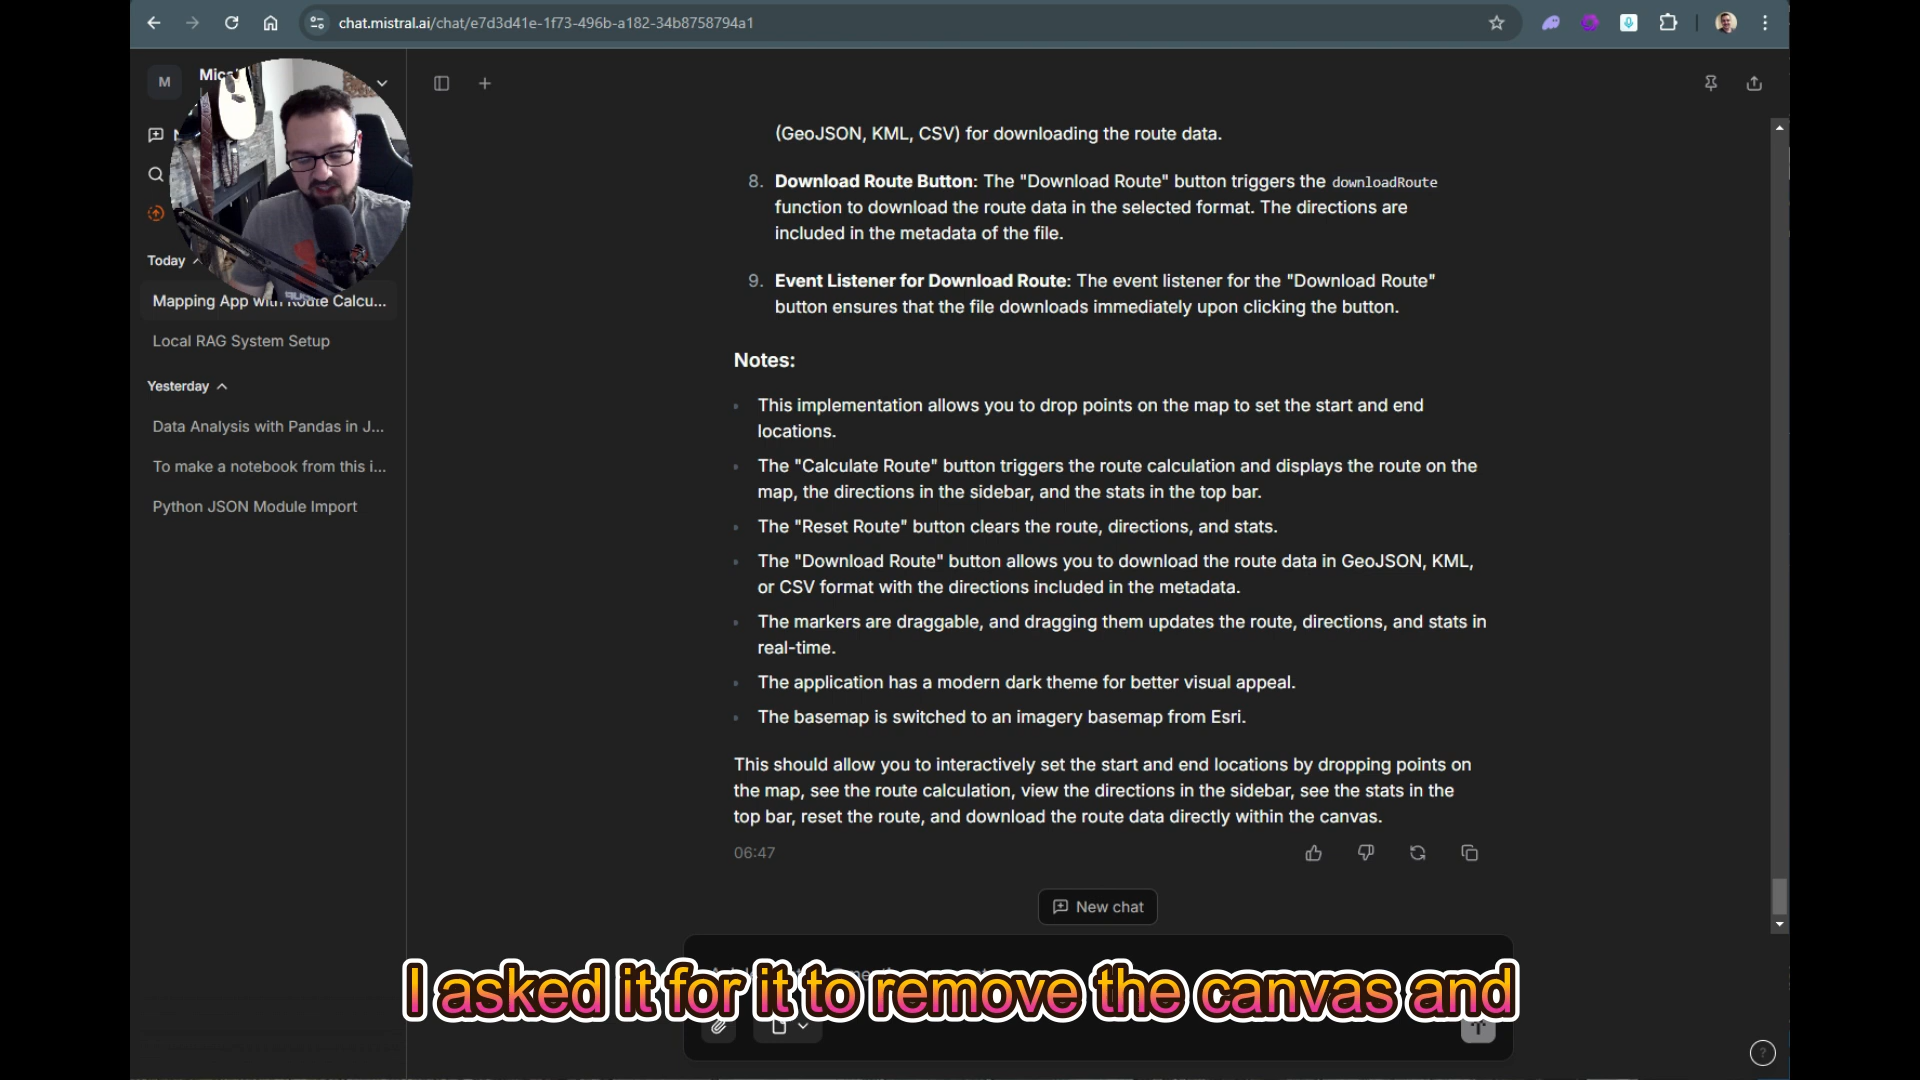 chat.mistral.ai/chat/e7d3d41e-1f73-496b-a182-34b8758794a1
M
Today
Mapping App with Route Calcu...
Local RAG System Setup
Yesterday
Data Analysis with Pandas in J...
To make a notebook from this i...
Python JSON Module Import
(GeoJSON, KML, CSV) for downloading the route data.
8. Download Route Button: The "Download Route" button triggers the downloadRoute
function to download the route data in the selected format. The directions are
included in the metadata of the file.
9. Event Listener for Download Route: The event listener for the "Download Route"
button ensures that the file downloads immediately upon clicking the button.
Notes:
This implementation allows you to drop points on the map to set the start and end
locations.
The "Calculate Route" button triggers the route calculation and displays the route on the
map, the directions in the sidebar, and the stats in the top bar.
The "Reset Route" button clears the route, directions, and stats.
The "Download Route" button allows you to download the route data in GeoJSON, KML,
or CSV format with the directions included in the metadata.
The markers are draggable, and dragging them updates the route, directions, and stats in
real-time.
The application has a modern dark theme for better visual appeal.
The basemap is switched to an imagery basemap from Esri.
This should allow you to interactively set the start and end locations by dropping points on
the map, see the route calculation, view the directions in the sidebar, see the stats in the
top bar, reset the route, and download the route data directly within the canvas.
06:47
New chat
I asked it for it to remove the canvas and
?